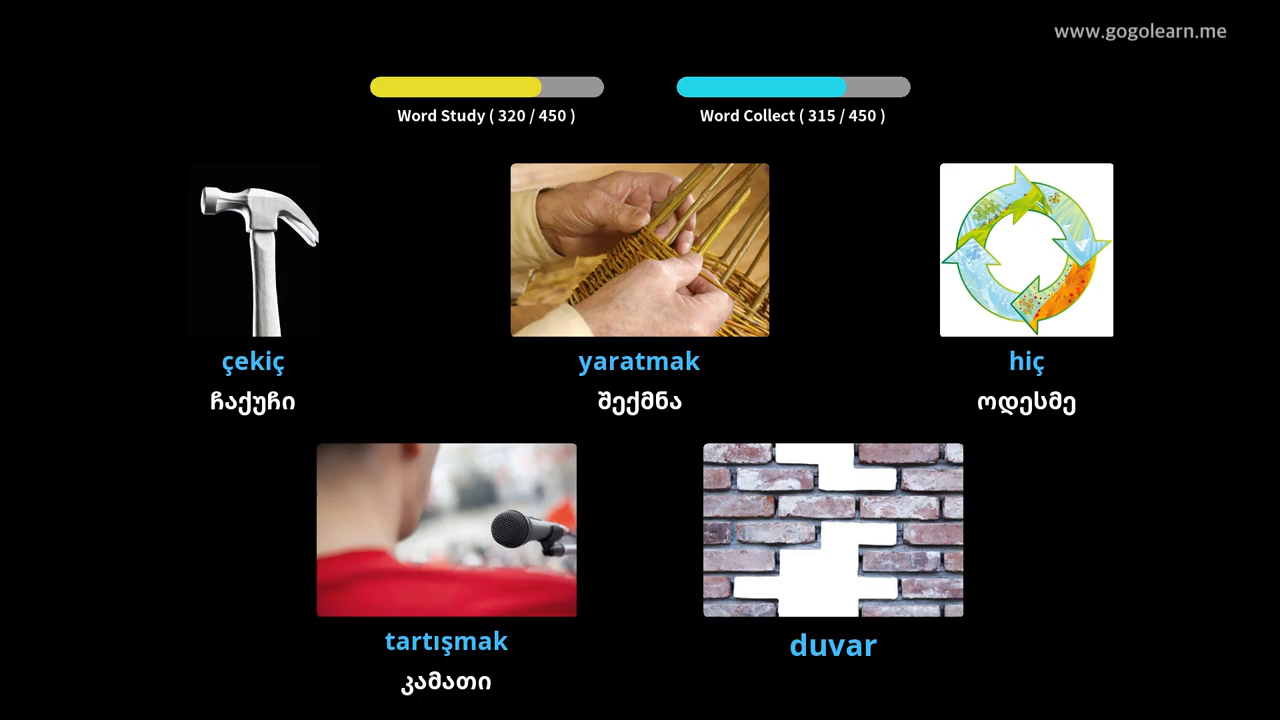 www.gogolearn.me
Word Study ( 320 / 450 )
Word Collect ( 315 / 450 )
çekiç
yaratmak
hiç
ჩაქუჩი
შექმნა
ოდესმე
tartışmak
duvar
კამათი